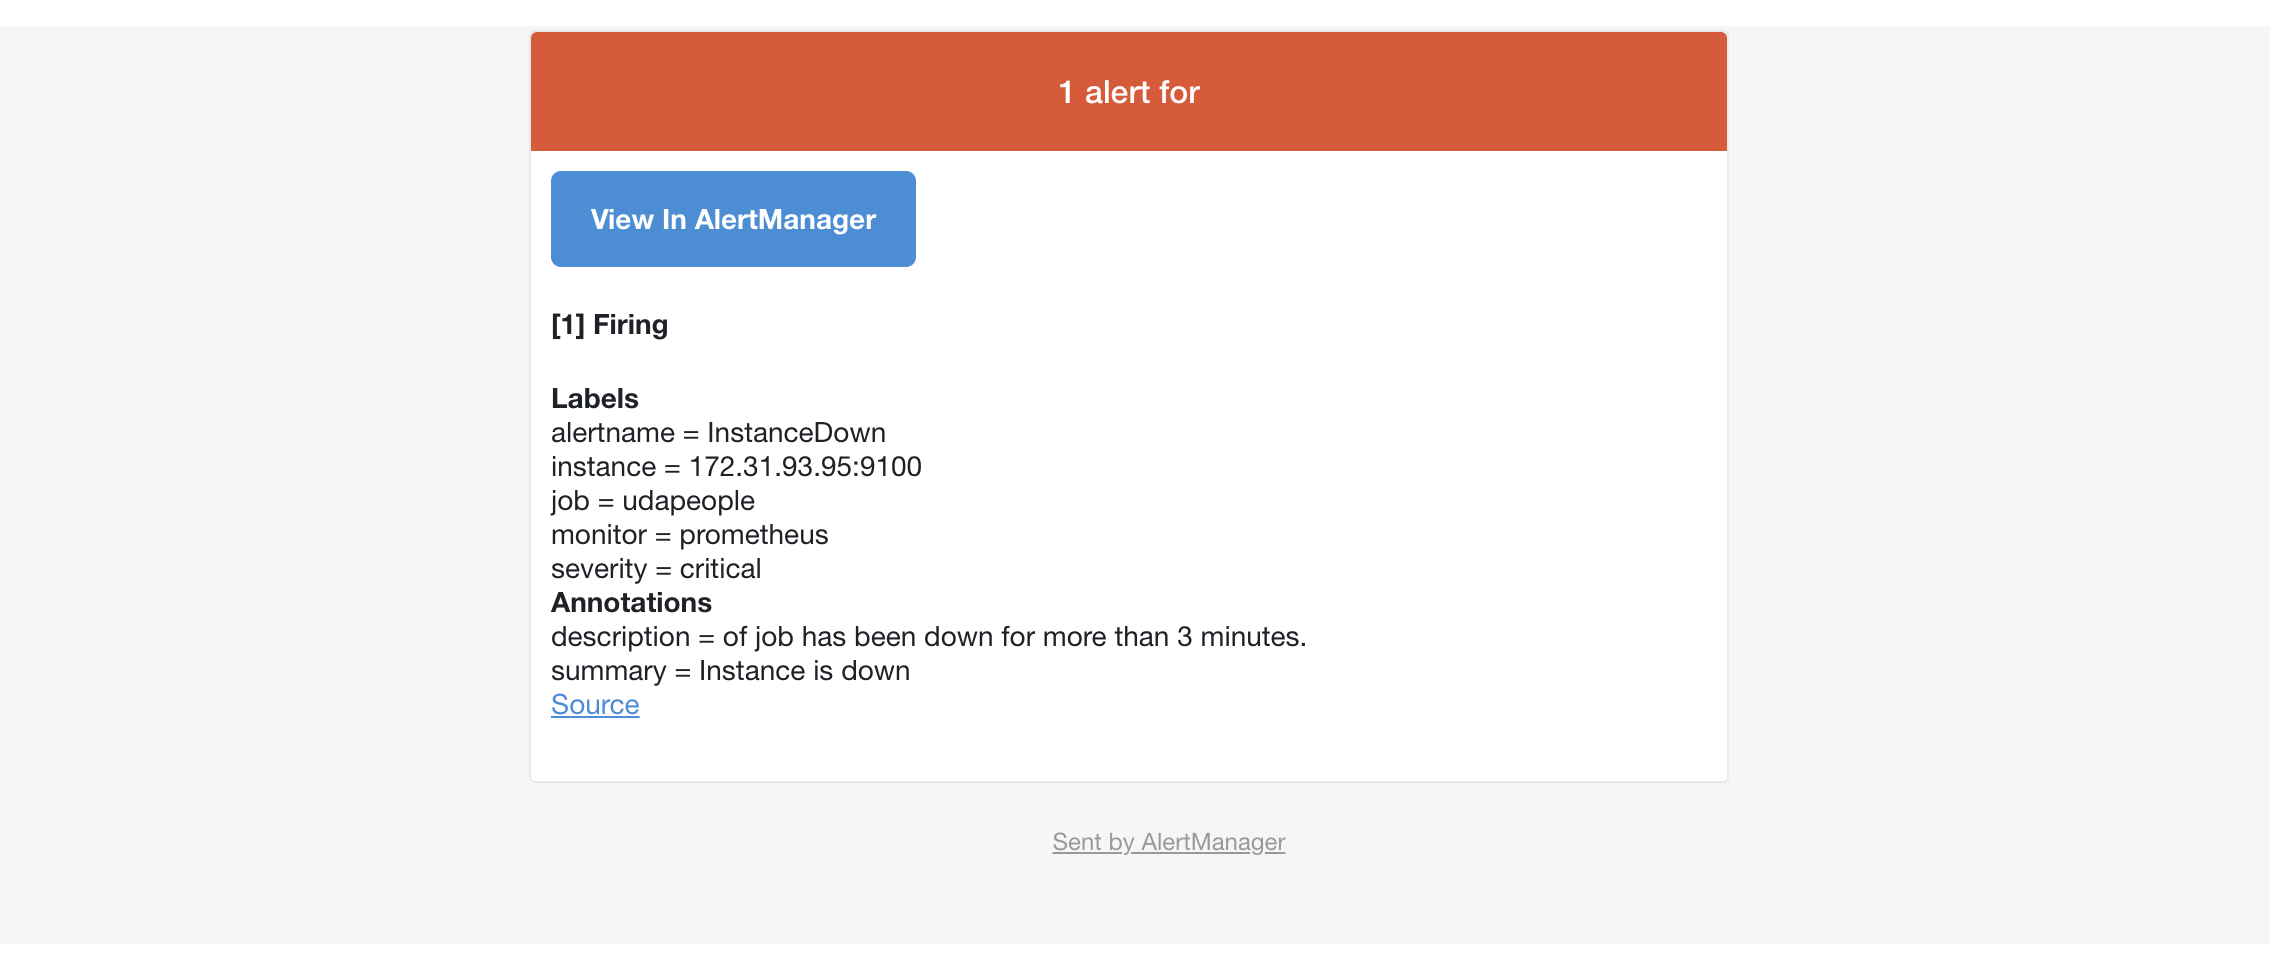 1 alert for
View In AlertManager
[1] Firing
Labels
alertname = InstanceDown
instance = 172.31.93.95:9100
job = udapeople
monitor = prometheus
severity = critical
Annotations
description = of job has been down for more than 3 minutes.
summary = Instance is down
Source
Sent by AlertManager